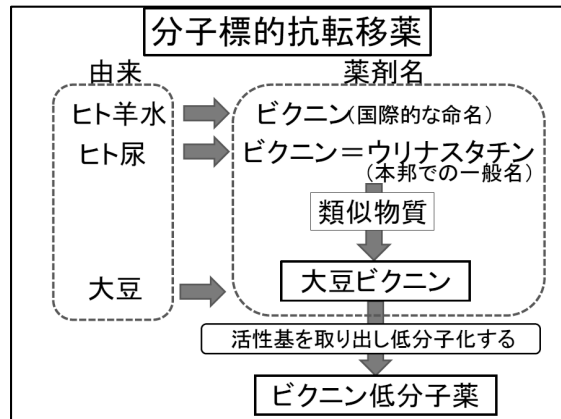 分子標的抗転移薬
由来
薬剤名
ヒト羊水
ビクニン(国際的な命名)
ヒト尿
ビクニン＝ウリナスタチン
(本邦での一般名)
類似物質
大豆
大豆ビクニン
活性基を取り出し低分子化する
ビクニン低分子薬